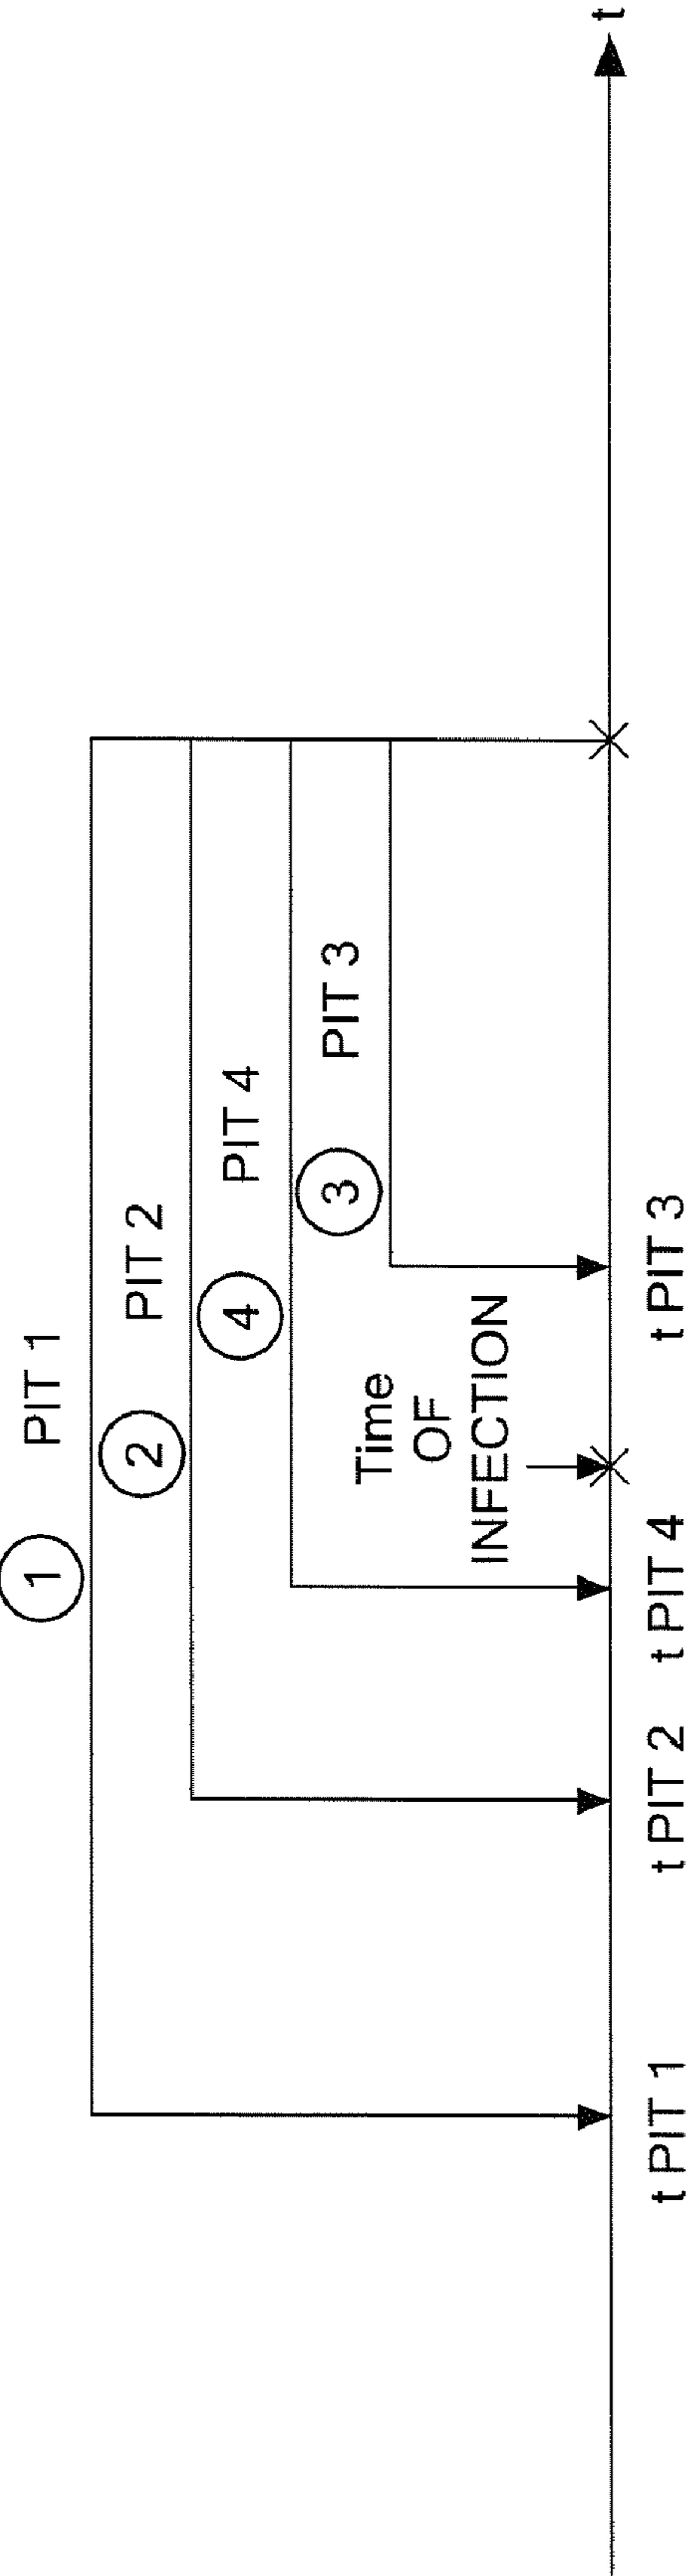 1 PIT 1
2 PIT 2
4 PIT 4
3 PIT 3
Time
OF
INFECTION
t
t PIT 1
t PIT 2
t PIT 4
t PIT 3